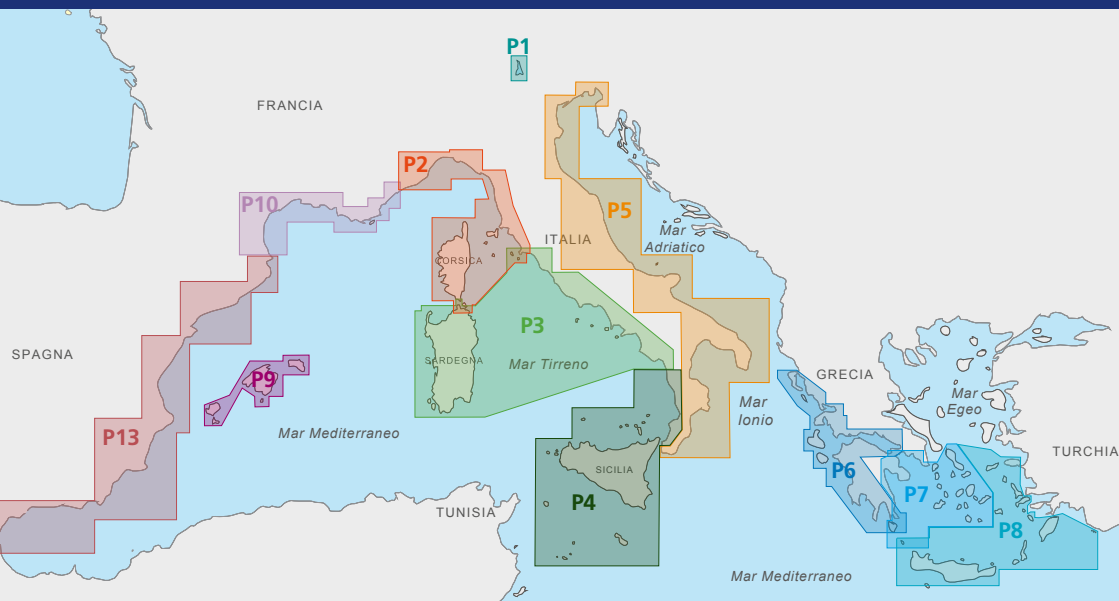 P1
FRANCIA
P2
P10
P5
ITALIA
Mar
Adriatico
CORSICA
P3
SPAGNA
SARDEGNA
Mar Tirreno
GRECIA
P9
Mar
Ionio
Mar
Egeo
P13
Mar Mediterraneo
TURCHIA
SICILIA
P6
P4
P7
TUNISIA
P8
Mar Mediterraneo